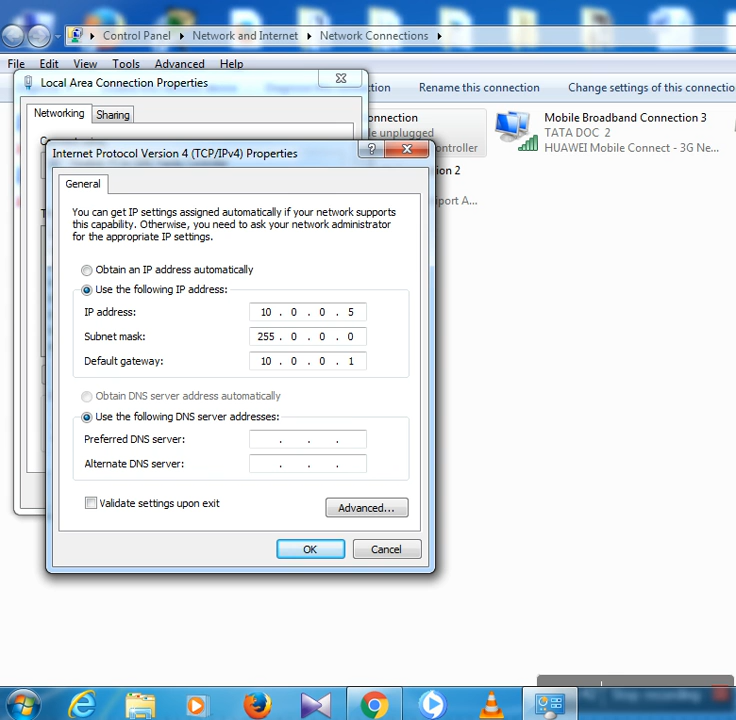 Control Panel Network and Internet Network Connections
File Edit View Tools Advanced Help
Local Area Connection Properties
Rename this connection Change settings of this connection
Networking Sharing
onnection
e unplugged
ontroller
Mobile Broadband Connection 3
TATA DOC 2
HUAWEI Mobile Connect - 3G Ne...
ion 2
port A...
Internet Protocol Version 4 (TCP/IPv4) Properties
General
You can get IP settings assigned automatically if your network supports
this capability. Otherwise, you need to ask your network administrator
for the appropriate IP settings.
Obtain an IP address automatically
Use the following IP address:
IP address: 10 . 0 . 0 . 5
Subnet mask: 255 . 0 . 0 . 0
Default gateway: 10 . 0 . 0 . 1
Obtain DNS server address automatically
Use the following DNS server addresses:
Preferred DNS server: . . .
Alternate DNS server: . . .
Validate settings upon exit
Advanced...
OK Cancel
Stop recording